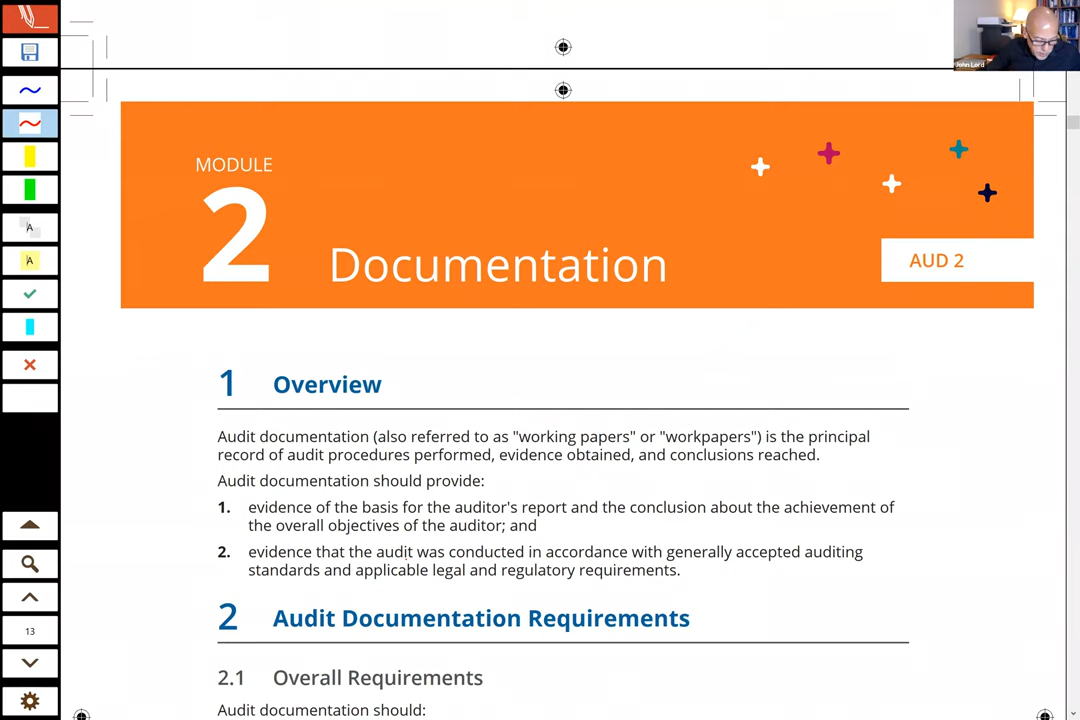 John Lord
MODULE
2
Documentation
AUD 2
1 Overview
Audit documentation (also referred to as "working papers" or "workpapers") is the principal
record of audit procedures performed, evidence obtained, and conclusions reached.
Audit documentation should provide:
1. evidence of the basis for the auditor's report and the conclusion about the achievement of
the overall objectives of the auditor; and
2. evidence that the audit was conducted in accordance with generally accepted auditing
standards and applicable legal and regulatory requirements.
2 Audit Documentation Requirements
2.1 Overall Requirements
Audit documentation should:
A
A
13